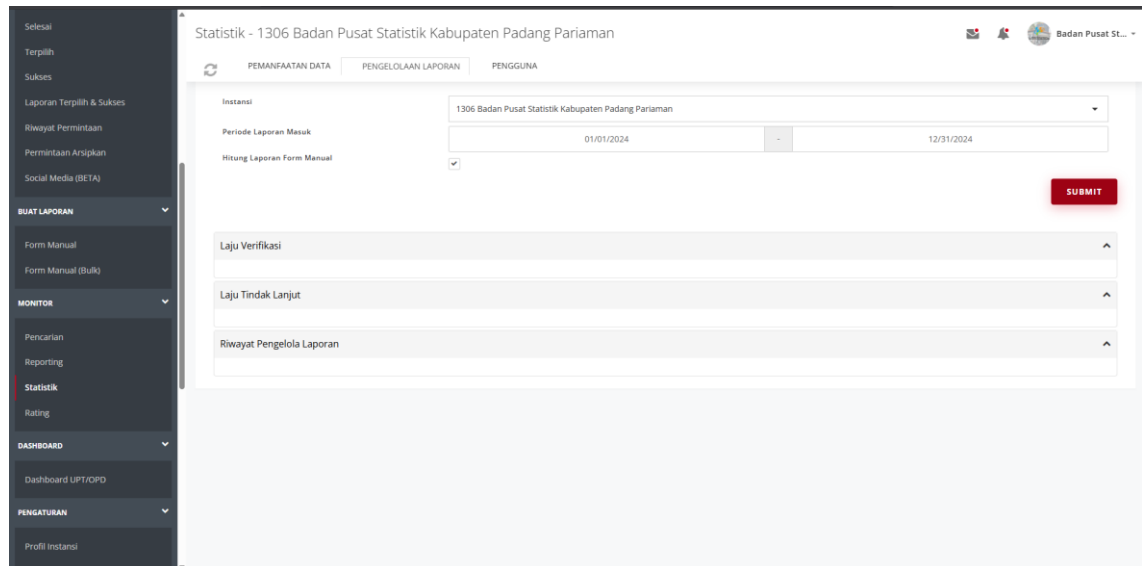 Selesai
Terpilih
Sukses
Laporan Terpilih & Sukses
Riwayat Permintaan
Permintaan Arsipkan
Social Media (BETA)
BUAT LAPORAN
Form Manual
Form Manual (Bulk)
MONITOR
Pencarian
Reporting
Statistik
Rating
DASHBOARD
Dashboard UPT/OPD
PENGATURAN
Profil Instansi
Statistik - 1306 Badan Pusat Statistik Kabupaten Padang Pariaman
Badan Pusat St...
PEMANFAATAN DATA
PENGELOLAAN LAPORAN
PENGGUNA
Instansi
1306 Badan Pusat Statistik Kabupaten Padang Pariaman
Periode Laporan Masuk
01/01/2024 - 12/31/2024
Hitung Laporan Form Manual
SUBMIT
Laju Verifikasi
Laju Tindak Lanjut
Riwayat Pengelola Laporan